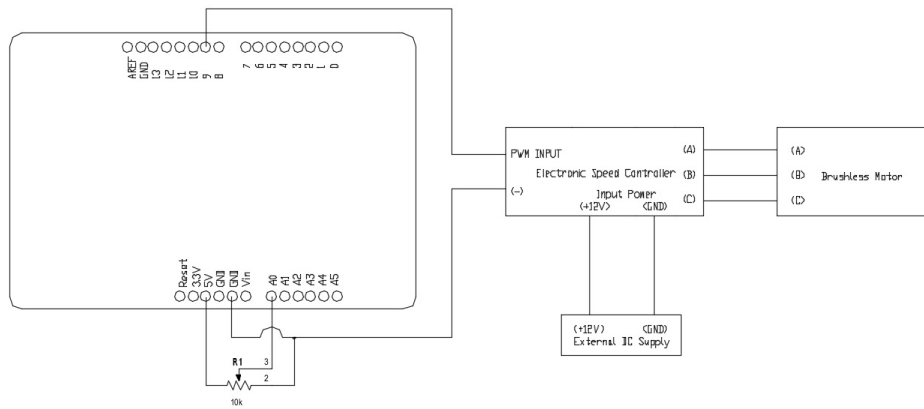 AREF
GND
13
12
11
10
9
8
7
6
5
4
3
2
1
0
PWM INPUT
(A)
(A)
Electronic Speed Controller
(B)
(B)
Brushless Motor
(-)
Input Power
(C)
(C)
(+12V)
(GND)
Reset
3.3V
5V
GND
GND
Vin
A0
A1
A2
A3
A4
A5
(+12V)
(GND)
External DC Supply
R1
3
2
10k